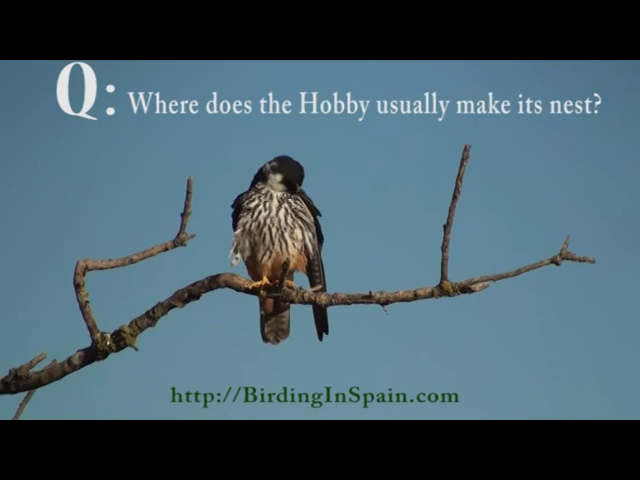 Q: Where does the Hobby usually make its nest?
http://BirdingInSpain.com